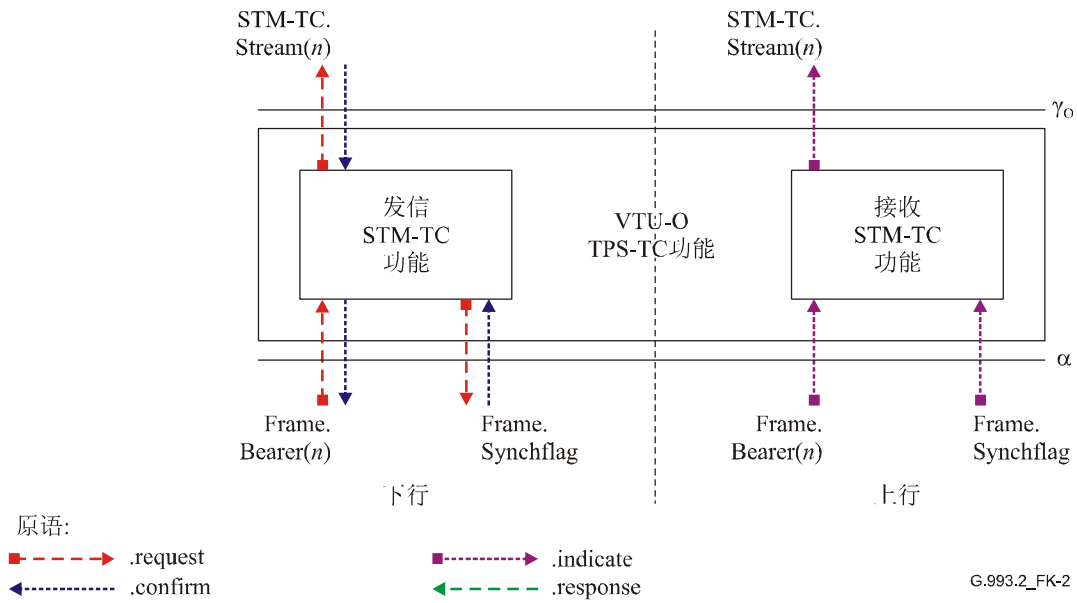 STM-TC.
Stream(n)
STM-TC.
Stream(n)
γO
发信
STM-TC
功能
VTU-O
TPS-TC功能
接收
STM-TC
功能
α
Frame.
Bearer(n)
Frame.
Synchflag
Frame.
Bearer(n)
Frame.
Synchflag
下行
上行
原语:
.request
.indicate
.confirm
.response
G.993.2_FK-2